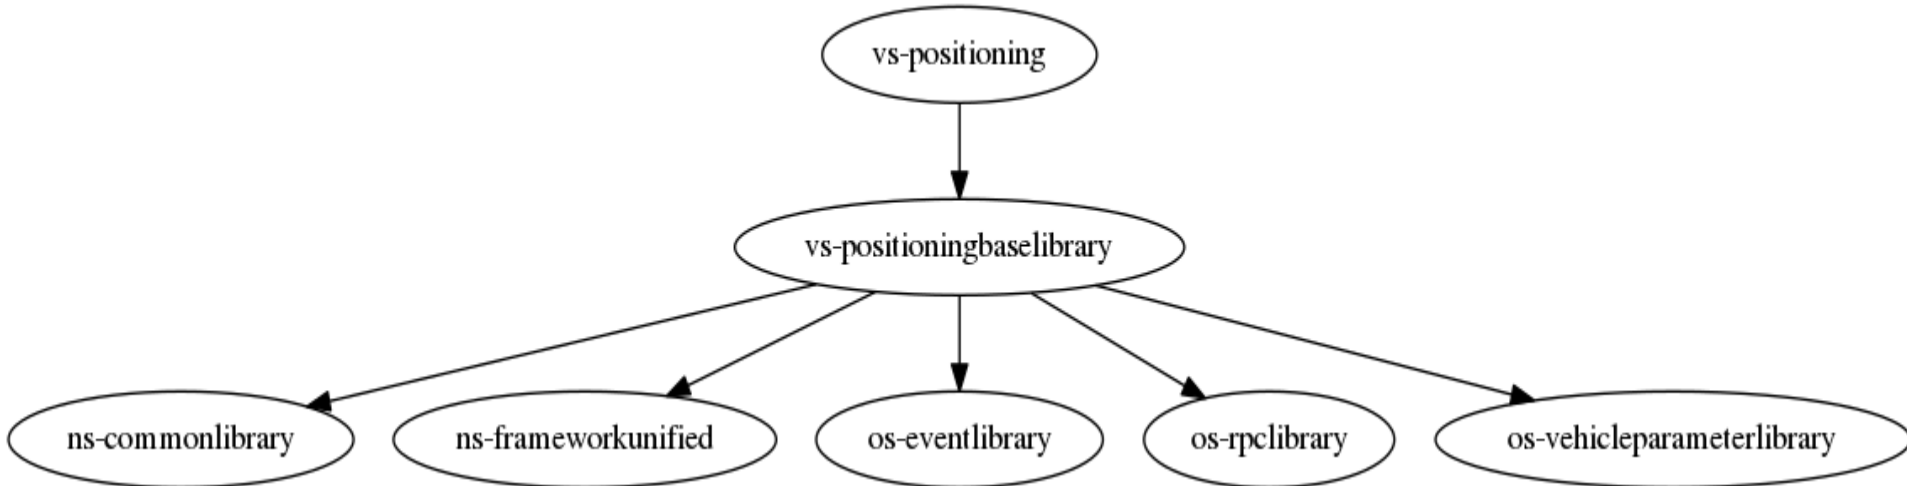 vs-positioning
vs-positioningbaselibrary
ns-commonlibrary
ns-frameworkunified
os-eventlibrary
os-rpclibrary
os-vehicleparameterlibrary